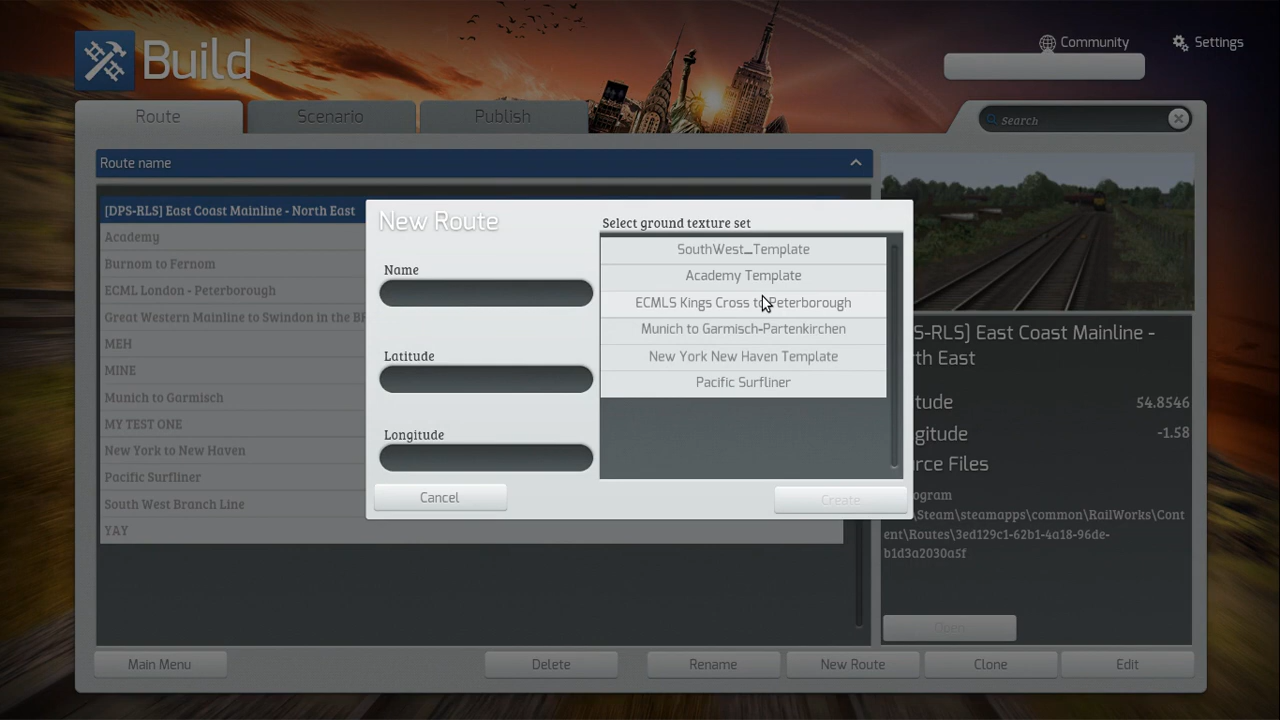 Build
Community
Settings
Route
Scenario
Publish
Search
Route name
[DPS-RLS] East Coast Mainline - North East
Academy
Burnom to Fernom
ECML London - Peterborough
Great Western Mainline to Swindon in the BR
MEH
MINE
Munich to Garmisch
MY TEST ONE
New York to New Haven
Pacific Surfliner
South West Branch Line
YAY
New Route
Name
Latitude
Longitude
Cancel
Select ground texture set
SouthWest_Template
Academy Template
ECMLS Kings Cross to Peterborough
Munich to Garmisch-Partenkirchen
New York New Haven Template
Pacific Surfliner
Create
S-RLS] East Coast Mainline -
th East
tude 54.8546
gitude -1.58
rce Files
ogram
\Steam\steamapps\common\RailWorks\Cont
ent\Routes\3ed129c1-62b1-4a18-96de-
b1d3a2030a5f
Open
Main Menu
Delete
Rename
New Route
Clone
Edit